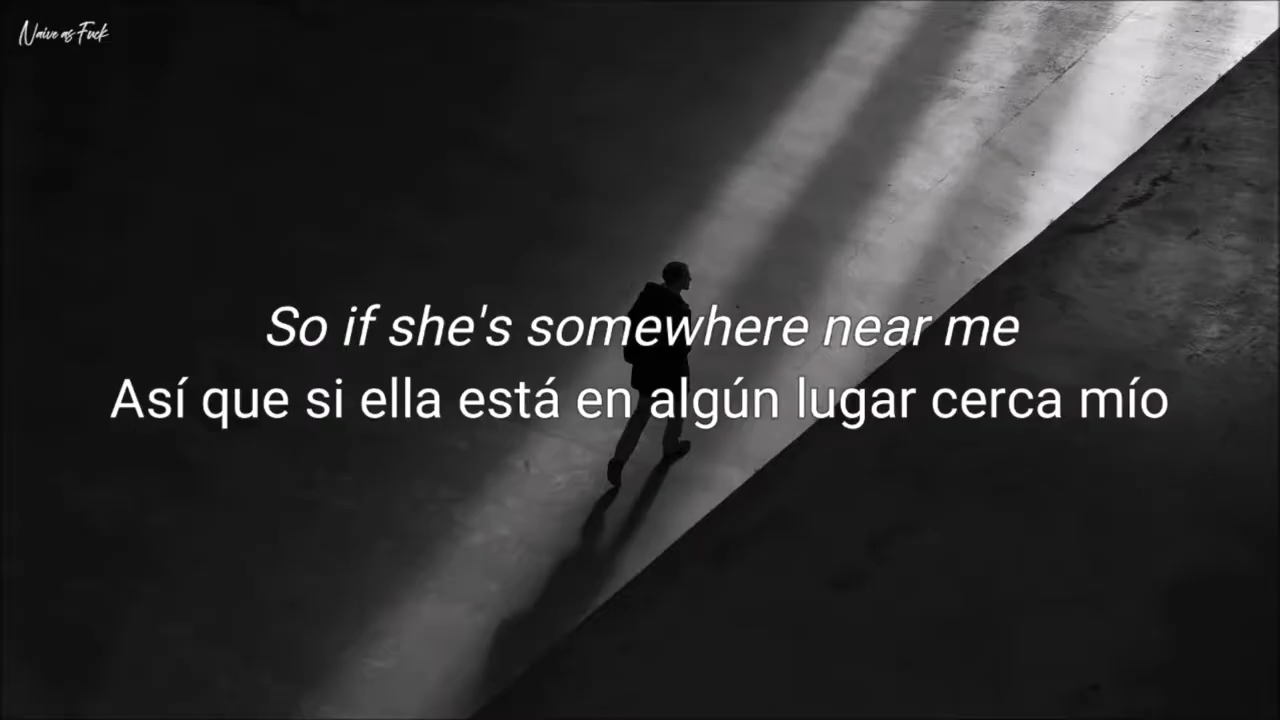 Naive as Fuck
So if she's somewhere near me
Así que si ella está en algún lugar cerca mío